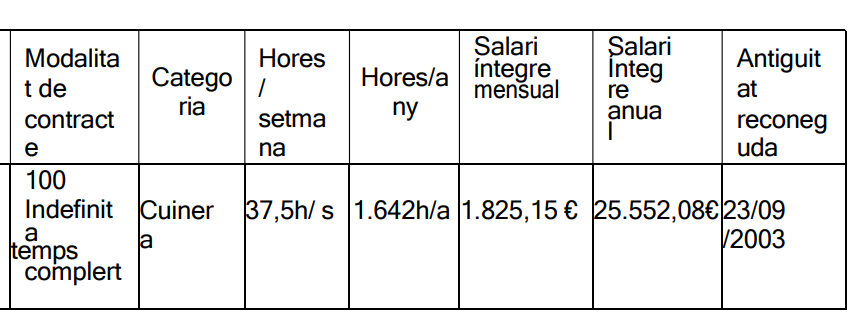 Modalita
t de
contract
e
Catego
ria
Hores
/
setma
na
Hores/a
ny
Salari
íntegre
mensual
Salari
Ínteg
re
anua
l
Antiguit
at
reconeg
uda
100
Indefinit
a
temps
complert
Cuiner
a
37,5h/ s
1.642h/a
1.825,15 €
25.552,08€
23/09
/2003